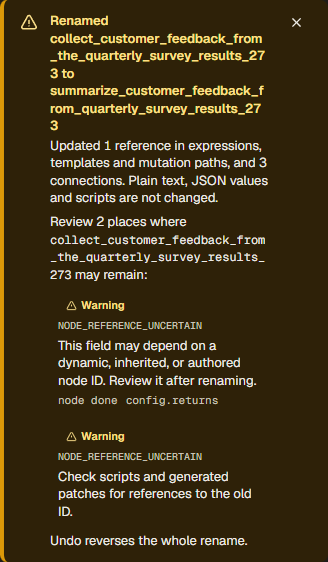 Renamed
collect_customer_feedback_from
_the_quarterly_survey_results_27
3 to
summarize_customer_feedback_f
rom_quarterly_survey_results_27
3
Updated 1 reference in expressions,
templates and mutation paths, and 3
connections. Plain text, JSON values
and scripts are not changed.
Review 2 places where
collect_customer_feedback_from
_the_quarterly_survey_results_
273 may remain:
Warning
NODE_REFERENCE_UNCERTAIN
This field may depend on a
dynamic, inherited, or authored
node ID. Review it after renaming.
node done config.returns
Warning
NODE_REFERENCE_UNCERTAIN
Check scripts and generated
patches for references to the old
ID.
Undo reverses the whole rename.